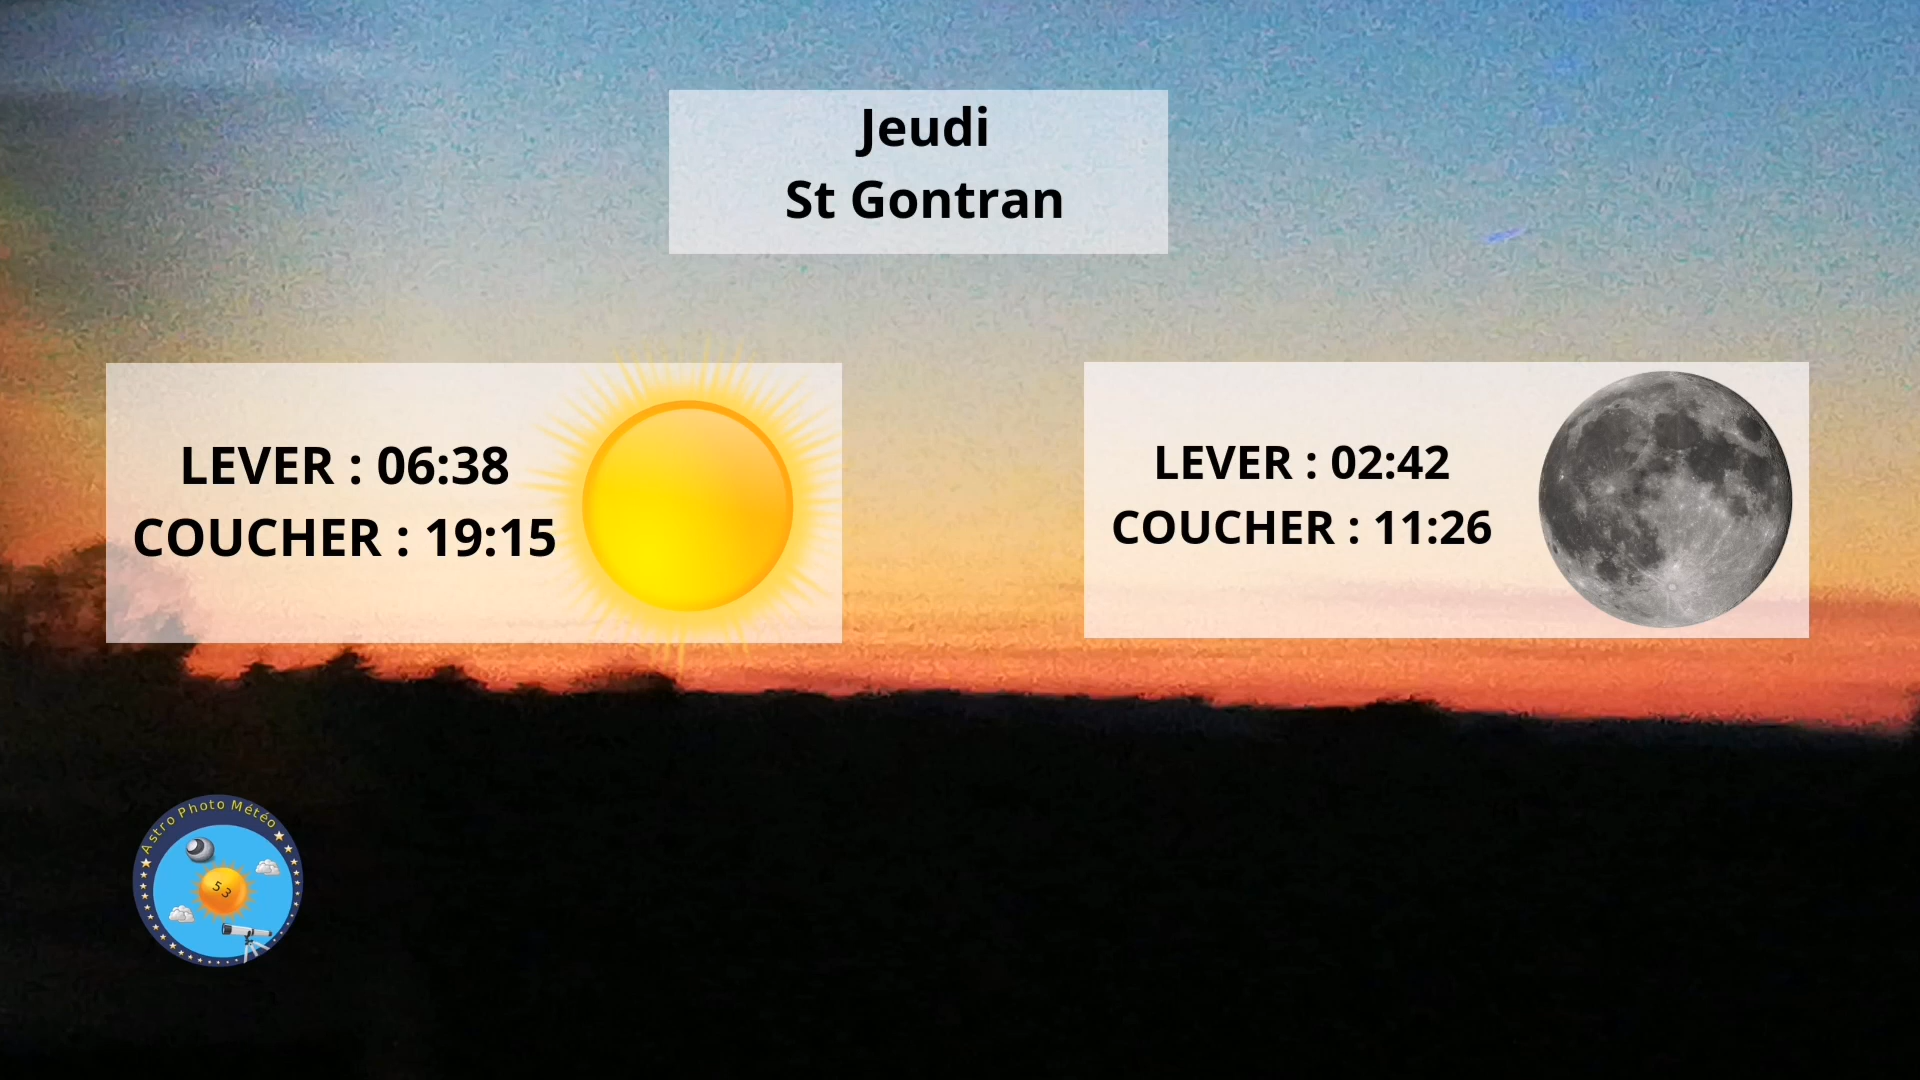 Jeudi
St Gontran
LEVER : 06:38
COUCHER : 19:15
LEVER : 02:42
COUCHER : 11:26
Astro Photo Météo
53